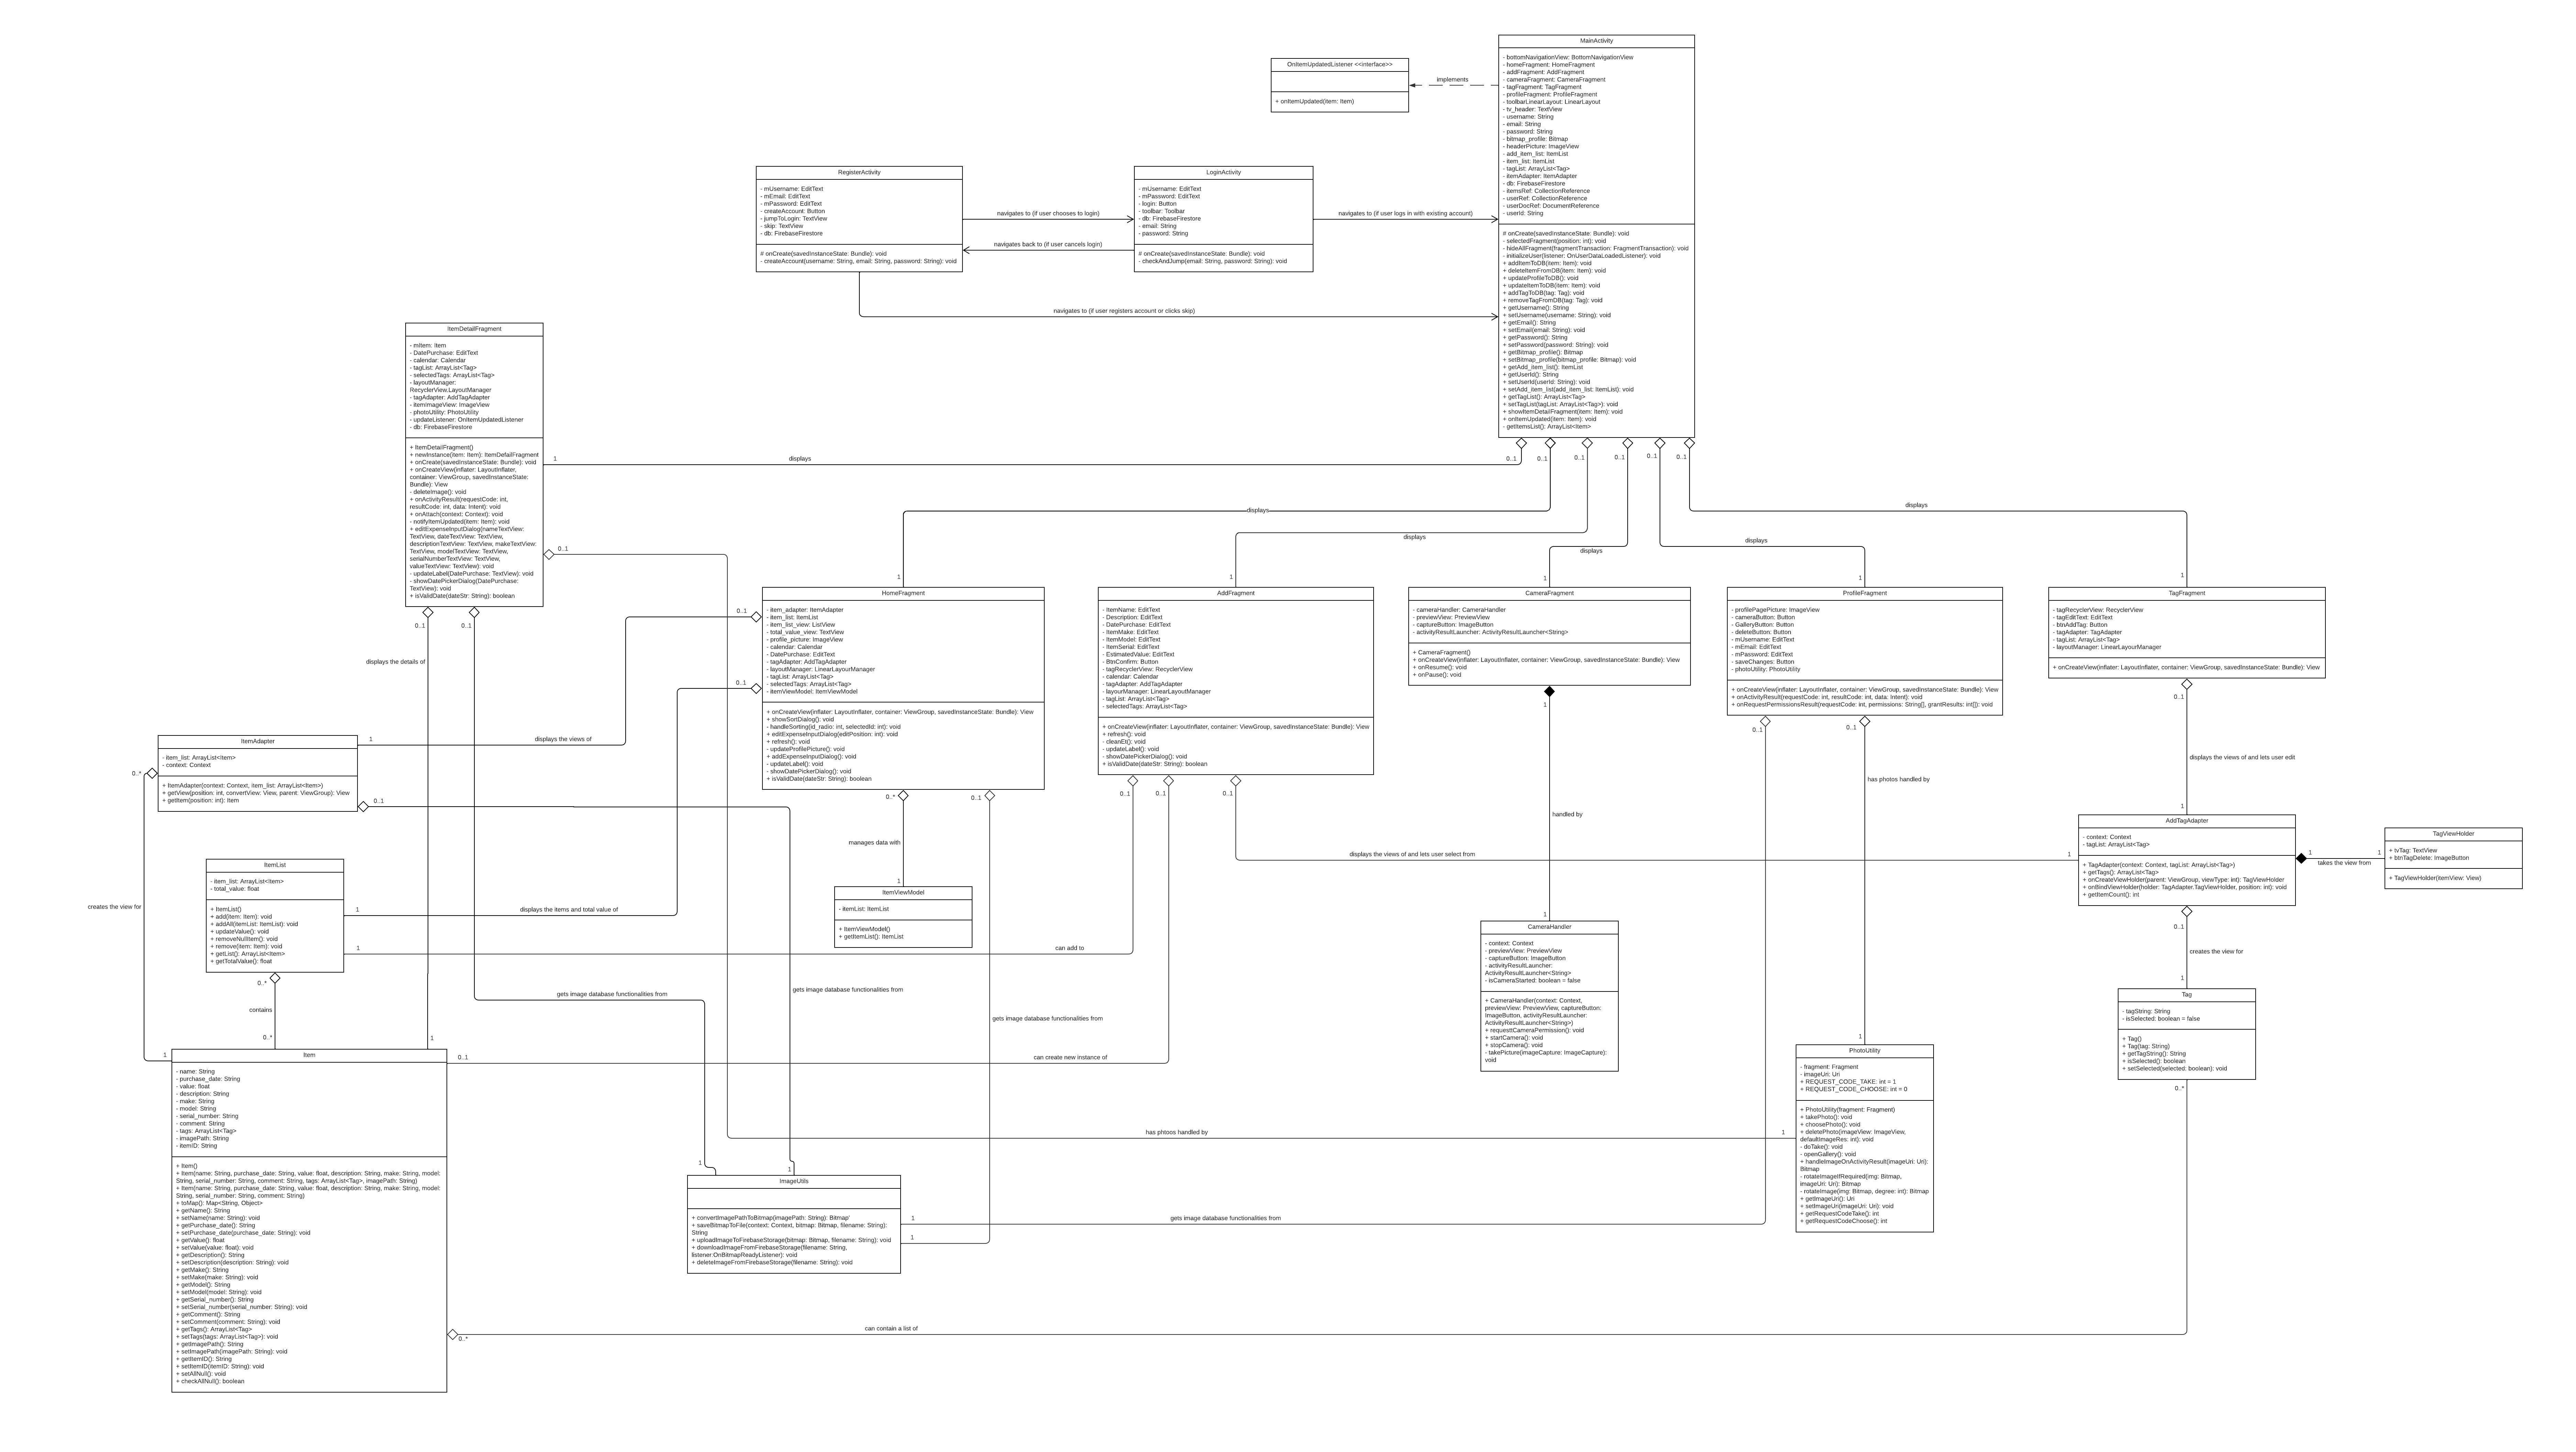 MainActivity
- bottomNavigationView: BottomNavigationView
- homeFragment: HomeFragment
- addFragment: AddFragment
- cameraFragment: CameraFragment
- tagFragment: TagFragment
- profileFragment: ProfileFragment
- toolbarLinearLayout: LinearLayout
- tv_header: TextView
- username: String
- email: String
- password: String
- bitmap_profile: Bitmap
- headerPicture: ImageView
- add_item_list: ItemList
- item_list: ItemList
- tagList: ArrayList<Tag>
- itemAdapter: ItemAdapter
- db: FirebaseFirestore
- itemsRef: CollectionReference
- userRef: CollectionReference
- userDocRef: DocumentReference
- userId: String
# onCreate(savedInstanceState: Bundle): void
- selectedFragment(position: int): void
- hideAllFragment(fragmentTransaction: FragmentTransaction): void
- initializeUser(listener: OnUserDataLoadedListener): void
+ addItemToDB(item: Item): void
+ deleteItemFromDB(item: Item): void
+ updateProfileToDB(): void
+ updateItemToDB(item: Item): void
+ addTagToDB(tag: Tag): void
+ removeTagFromDB(tag: Tag): void
+ getUsername(): String
+ setUsername(username: String): void
+ getEmail(): String
+ setEmail(email: String): void
+ getPassword(): String
+ setPassword(password: String): void
+ getBitmap_profile(): Bitmap
+ setBitmap_profile(bitmap_profile: Bitmap): void
+ getAdd_item_list(): ItemList
+ getUserId(): String
+ setUserId(userId: String): void
+ setAdd_item_list(add_item_list: ItemList): void
+ getTagList(): ArrayList<Tag>
+ setTagList(tagList: ArrayList<Tag>): void
+ showItemDetailFragment(item: Item): void
+ onItemUpdated(item: Item): void
- getItemsList(): ArrayList<Item>
OnItemUpdatedListener <<interface>>
+ onItemUpdated(item: Item)
implements
RegisterActivity
- mUsername: EditText
- mEmail: EditText
- mPassword: EditText
- createAccount: Button
- jumpToLogin: TextView
- skip: TextView
- db: FirebaseFirestore
# onCreate(savedInstanceState: Bundle): void
- createAccount(username: String, email: String, password: String): void
navigates to (if user chooses to login)
navigates back to (if user cancels login)
LoginActivity
- mUsername: EditText
- mPassword: EditText
- login: Button
- toolbar: Toolbar
- db: FirebaseFirestore
- email: String
- password: String
# onCreate(savedInstanceState: Bundle): void
- checkAndJump(email: String, password: String): void
navigates to (if user logs in with existing account)
navigates to (if user registers account or clicks skip)
ItemDetailFragment
- mItem: Item
- DatePurchase: EditText
- calendar: Calendar
- tagList: ArrayList<Tag>
- selectedTags: ArrayList<Tag>
- layoutManager:
RecyclerView.LayoutManager
- tagAdapter: AddTagAdapter
- itemImageView: ImageView
- photoUtility: PhotoUtility
- updateListener: OnItemUpdatedListener
- db: FirebaseFirestore
+ ItemDetailFragment()
+ newInstance(item: Item): ItemDetailFragment
+ onCreate(savedInstanceState: Bundle): void
+ onCreateView(inflater: LayoutInflater,
container: ViewGroup, savedInstanceState:
Bundle): View
- deleteImage(): void
+ onActivityResult(requestCode: int,
resultCode: int, data: Intent): void
+ onAttach(context: Context): void
- notifyItemUpdated(item: Item): void
+ editExpenseInputDialog(nameTextView:
TextView, dateTextView: TextView,
descriptionTextView: TextView, makeTextView:
TextView, modelTextView: TextView,
serialNumberTextView: TextView,
valueTextView: TextView): void
- updateLabel(DatePurchase: TextView): void
- showDatePickerDialog(DatePurchase:
TextView): void
+ isValidDate(dateStr: String): boolean
1
displays
0..1
0..1
0..1
0..1
0..1
0..1
displays
displays
displays
displays
displays
0..1
1
1
1
1
1
0..1
0..1
displays the details of
HomeFragment
- item_adapter: ItemAdapter
- item_list: ItemList
- item_list_view: ListView
- total_value_view: TextView
- profile_picture: ImageView
- calendar: Calendar
- DatePurchase: EditText
- tagAdapter: AddTagAdapter
- layoutManager: LinearLayourManager
- tagList: ArrayList<Tag>
- selectedTags: ArrayList<Tag>
- itemViewModel: ItemViewModel
+ onCreateView(inflater: LayoutInflater, container: ViewGroup, savedInstanceState: Bundle): View
+ showSortDialog(): void
- handleSorting(id_radio: int, selectedId: int): void
+ editExpenseInputDialog(editPosition: int): void
+ refresh(): void
- updateProfilePicture(): void
+ addExpenseInputDialog(): void
- updateLabel(): void
- showDatePickerDialog(): void
+ isValidDate(dateStr: String): boolean
AddFragment
- ItemName: EditText
- Description: EditText
- DatePurchase: EditText
- ItemMake: EditText
- ItemModel: EditText
- ItemSerial: EditText
- EstimatedValue: EditText
- BtnConfirm: Button
- tagRecyclerView: RecyclerView
- calendar: Calendar
- tagAdapter: AddTagAdapter
- layourManager: LinearLayoutManager
- tagList: ArrayList<Tag>
- selectedTags: ArrayList<Tag>
+ onCreateView(inflater: LayoutInflater, container: ViewGroup, savedInstanceState: Bundle): View
+ refresh(): void
- cleanEt(): void
- updateLabel(): void
- showDatePickerDialog(): void
+ isValidDate(dateStr: String): boolean
CameraFragment
- cameraHandler: CameraHandler
- previewView: PreviewView
- captureButton: ImageButton
- activityResultLauncher: ActivityResultLauncher<String>
+ CameraFragment()
+ onCreateView(inflater: LayoutInflater, container: ViewGroup, savedInstanceState: Bundle): View
+ onResume(): void
+ onPause(): void
ProfileFragment
- profilePagePicture: ImageView
- cameraButton: Button
- GalleryButton: Button
- deleteButton: Button
- mUsername: EditText
- mEmail: EditText
- mPassword: EditText
- saveChanges: Button
- photoUtility: PhotoUtility
+ onCreateView(inflater: LayoutInflater, container: ViewGroup, savedInstanceState: Bundle): View
+ onActivityResult(requestCode: int, resultCode: int, data: Intent): void
+ onRequestPermissionsResult(requestCode: int, permissions: String[], grantResults: int[]): void
TagFragment
- tagRecyclerView: RecyclerView
- tagEditText: EditText
- btnAddTag: Button
- tagAdapter: TagAdapter
- tagList: ArrayList<Tag>
- layoutManager: LinearLayourManager
+ onCreateView(inflater: LayoutInflater, container: ViewGroup, savedInstanceState: Bundle): View
0..1
0..1
1
displays the views of
ItemAdapter
- item_list: ArrayList<Item>
- context: Context
+ ItemAdapter(context: Context, item_list: ArrayList<Item>)
+ getView(position: int, convertView: View, parent: ViewGroup): View
+ getItem(position: int): Item
0..*
0..1
0..*
0..1
manages data with
1
0..1
0..1
0..1
1
handled by
1
0..1
0..1
has photos handled by
0..1
displays the views of and lets user edit
1
displays the views of and lets user select from
1
AddTagAdapter
- context: Context
- tagList: ArrayList<Tag>
+ TagAdapter(context: Context, tagList: ArrayList<Tag>)
+ getTags(): ArrayList<Tag>
+ onCreateViewHolder(parent: ViewGroup, viewType: int): TagViewHolder
+ onBindViewHolder(holder: TagAdapter.TagViewHolder, position: int): void
+ getItemCount(): int
1
takes the view from
1
TagViewHolder
+ tvTag: TextView
+ btnTagDelete: ImageButton
+ TagViewHolder(itemView: View)
ItemList
- item_list: ArrayList<Item>
- total_value: float
+ ItemList()
+ add(item: Item): void
+ addAll(itemList: ItemList): void
+ updateValue(): void
+ removeNullItem(): void
+ remove(item: Item): void
+ getList(): ArrayList<Item>
+ getTotalValue(): float
creates the view for
1
displays the items and total value of
1
can add to
ItemViewModel
- itemList: ItemList
+ ItemViewModel()
+ getItemList(): ItemList
CameraHandler
- context: Context
- previewView: PreviewView
- captureButton: ImageButton
- activityResultLauncher:
ActivityResultLauncher<String>
- isCameraStarted: boolean = false
+ CameraHandler(context: Context,
previewView: PreviewView, captureButton:
ImageButton, activityResultLauncher:
ActivityResultLauncher<String>)
+ requesttCameraPermission(): void
+ startCamera(): void
+ stopCamera(): void
- takePicture(imageCapture: ImageCapture):
void
0..1
creates the view for
1
Tag
- tagString: String
- isSelected: boolean = false
+ Tag()
+ Tag(tag: String)
+ getTagString(): String
+ isSelected(): boolean
+ setSelected(selected: boolean): void
0..*
0..*
contains
0..*
1
1
gets image database functionalities from
gets image database functionalities from
gets image database functionalities from
0..1
can create new instance of
Item
- name: String
- purchase_date: String
- value: float
- description: String
- make: String
- model: String
- serial_number: String
- comment: String
- tags: ArrayList<Tag>
- imagePath: String
- itemID: String
+ Item()
+ Item(name: String, purchase_date: String, value: float, description: String, make: String, model:
String, serial_number: String, comment: String, tags: ArrayList<Tag>, imagePath: String)
+ Item(name: String, purchase_date: String, value: float, description: String, make: String, model:
String, serial_number: String, comment: String)
+ toMap(): Map<String, Object>
+ getName(): String
+ setName(name: String): void
+ getPurchase_date(): String
+ setPurchase_date(purchase_date: String): void
+ getValue(): float
+ setValue(value: float): void
+ getDescription(): String
+ setDescription(description: String): void
+ getMake(): String
+ setMake(make: String): void
+ getModel(): String
+ setModel(model: String): void
+ getSerial_number(): String
+ setSerial_number(serial_number: String): void
+ getComment(): String
+ setComment(comment: String): void
+ getTags(): ArrayList<Tag>
+ setTags(tags: ArrayList<Tag>): void
+ getImagePath(): String
+ setImagePath(imagePath: String): void
+ getItemID(): String
+ setItemID(itemID: String): void
+ setAllNull(): void
+ checkAllNull(): boolean
1
PhotoUtility
- fragment: Fragment
- imageUri: Uri
+ REQUEST_CODE_TAKE: int = 1
+ REQUEST_CODE_CHOOSE: int = 0
+ PhotoUtility(fragment: Fragment)
+ takePhoto(): void
+ choosePhoto(): void
+ deletePhoto(imageView: ImageView,
defaultImageRes: int): void
- doTake(): void
- openGallery(): void
+ handleImageOnActivityResult(imageUri: Uri):
Bitmap
- rotateImageIfRequired(img: Bitmap,
imageUri: Uri): Bitmap
- rotateImage(img: Bitmap, degree: int): Bitmap
+ getImageUri(): Uri
+ setImageUri(imageUri: Uri): void
+ getRequestCodeTake(): int
+ getRequestCodeChoose(): int
has phtoos handled by
1
1
1
ImageUtils
+ convertImagePathToBitmap(imagePath: String): Bitmap'
+ saveBitmapToFile(context: Context, bitmap: Bitmap, filename: String):
String
+ uploadImageToFirebaseStorage(bitmap: Bitmap, filename: String): void
+ downloadImageFromFirebaseStorage(filename: String,
listener:OnBitmapReadyListener): void
+ deleteImageFromFirebaseStorage(filename: String): void
1
gets image database functionalities from
1
0..*
can contain a list of